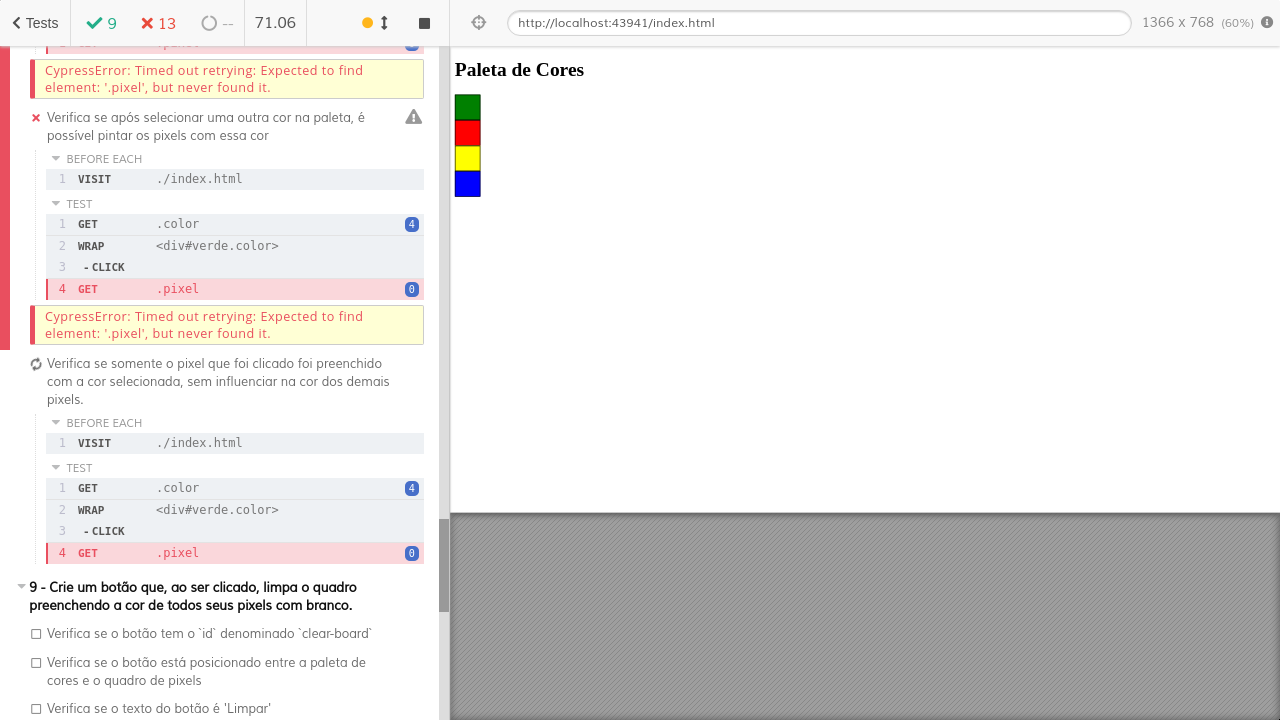 Tests 9 13 -- 71.06 http://localhost:43941/index.html 1366 x 768 (60%)
CypressError: Timed out retrying: Expected to find
element: '.pixel', but never found it.
Verifica se após selecionar uma outra cor na paleta, é
possível pintar os pixels com essa cor
BEFORE EACH
1 VISIT ./index.html
TEST
1 GET .color 4
2 WRAP <div#verde.color>
3 - CLICK
4 GET .pixel 0
CypressError: Timed out retrying: Expected to find
element: '.pixel', but never found it.
Verifica se somente o pixel que foi clicado foi preenchido
com a cor selecionada, sem influenciar na cor dos demais
pixels.
BEFORE EACH
1 VISIT ./index.html
TEST
1 GET .color 4
2 WRAP <div#verde.color>
3 - CLICK
4 GET .pixel 0
9 - Crie um botão que, ao ser clicado, limpa o quadro
preenchendo a cor de todos seus pixels com branco.
Verifica se o botão tem o `id` denominado `clear-board`
Verifica se o botão está posicionado entre a paleta de
cores e o quadro de pixels
Verifica se o texto do botão é 'Limpar'
Paleta de Cores